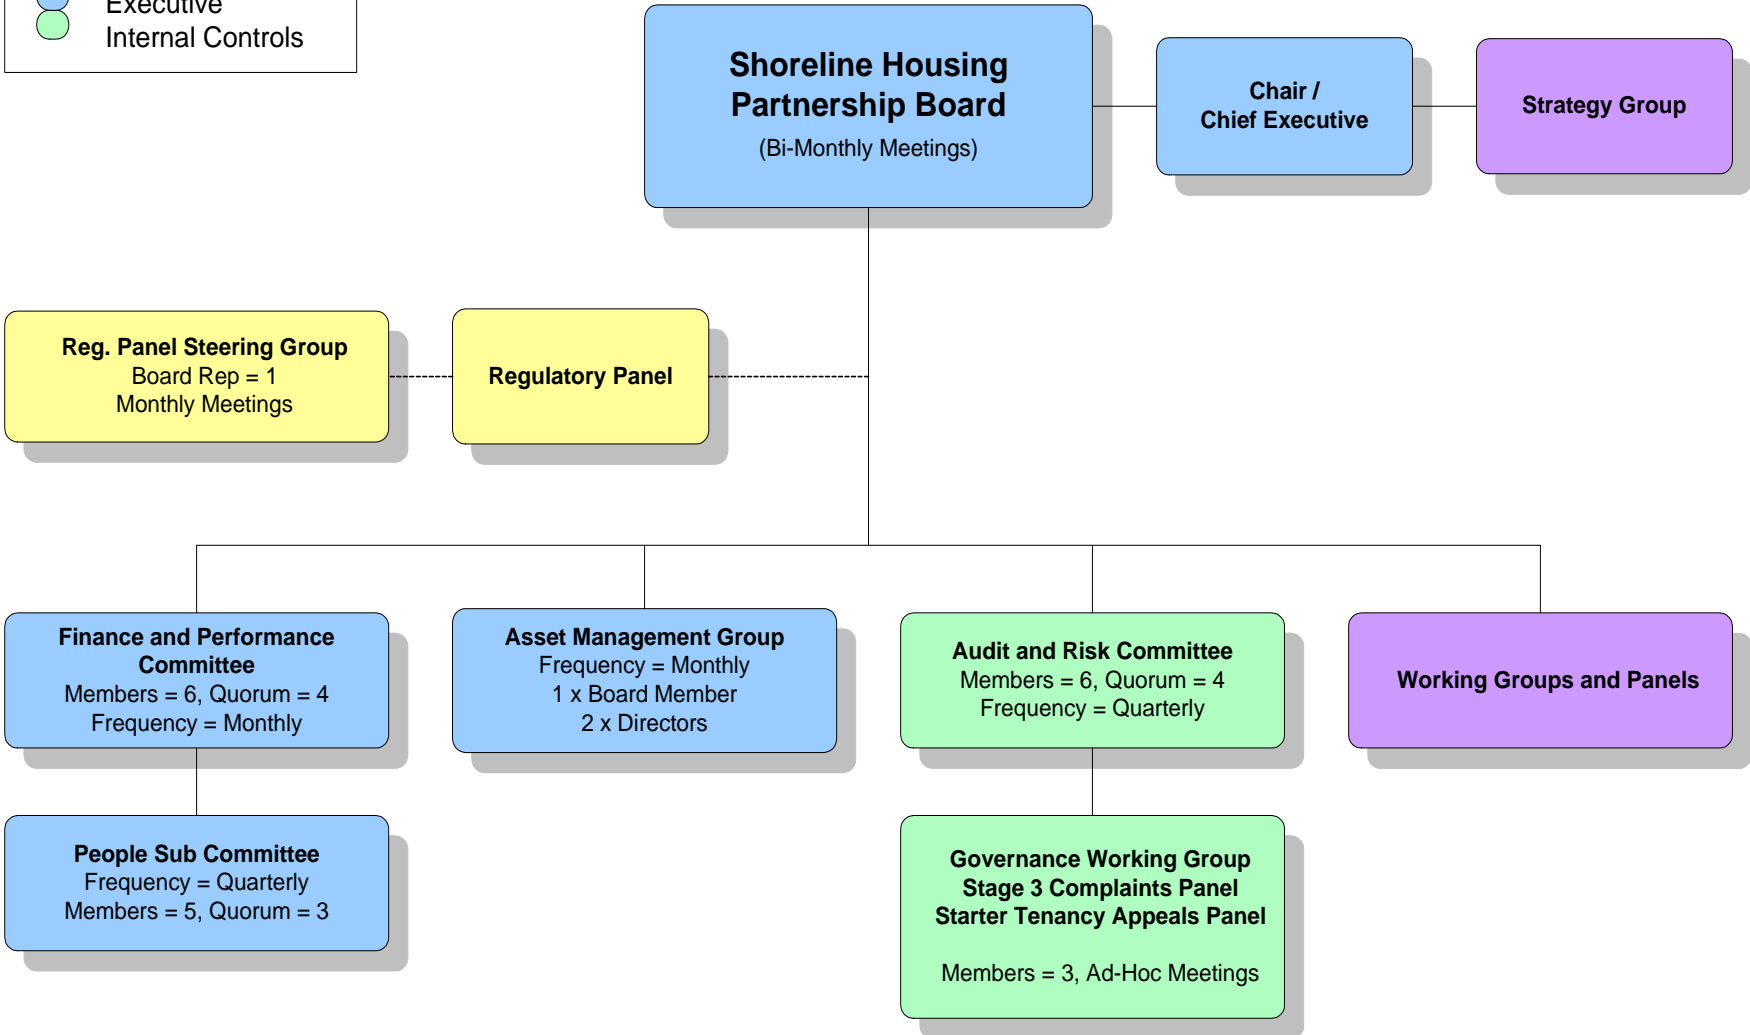 Executive
Internal Controls
Shoreline Housing
Partnership Board
(Bi-Monthly Meetings)
Chair /
Chief Executive
Strategy Group
Reg. Panel Steering Group
Board Rep = 1
Monthly Meetings
Regulatory Panel
Finance and Performance
Committee
Members = 6, Quorum = 4
Frequency = Monthly
Asset Management Group
Frequency = Monthly
1 x Board Member
2 x Directors
Audit and Risk Committee
Members = 6, Quorum = 4
Frequency = Quarterly
Working Groups and Panels
People Sub Committee
Frequency = Quarterly
Members = 5, Quorum = 3
Governance Working Group
Stage 3 Complaints Panel
Starter Tenancy Appeals Panel
Members = 3, Ad-Hoc Meetings